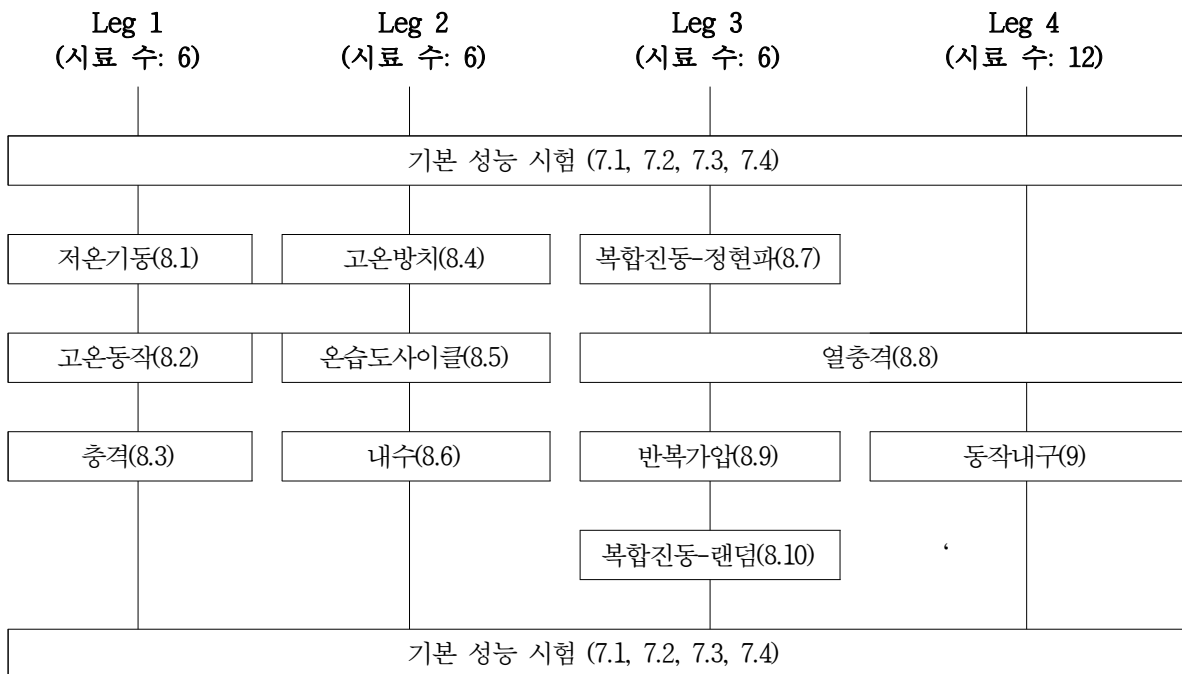 Leg 1 Leg 2 Leg 3 Leg 4
(시료 수: 6) (시료 수: 6) (시료 수: 6) (시료 수: 12)
기본 성능 시험 (7.1, 7.2, 7.3, 7.4)
저온기동(8.1) 고온방치(8.4) 복합진동-정현파(8.7)
고온동작(8.2) 온습도사이클(8.5) 열충격(8.8)
충격(8.3) 내수(8.6) 반복가압(8.9) 동작내구(9)
복합진동-랜덤(8.10) ‘
기본 성능 시험 (7.1, 7.2, 7.3, 7.4)